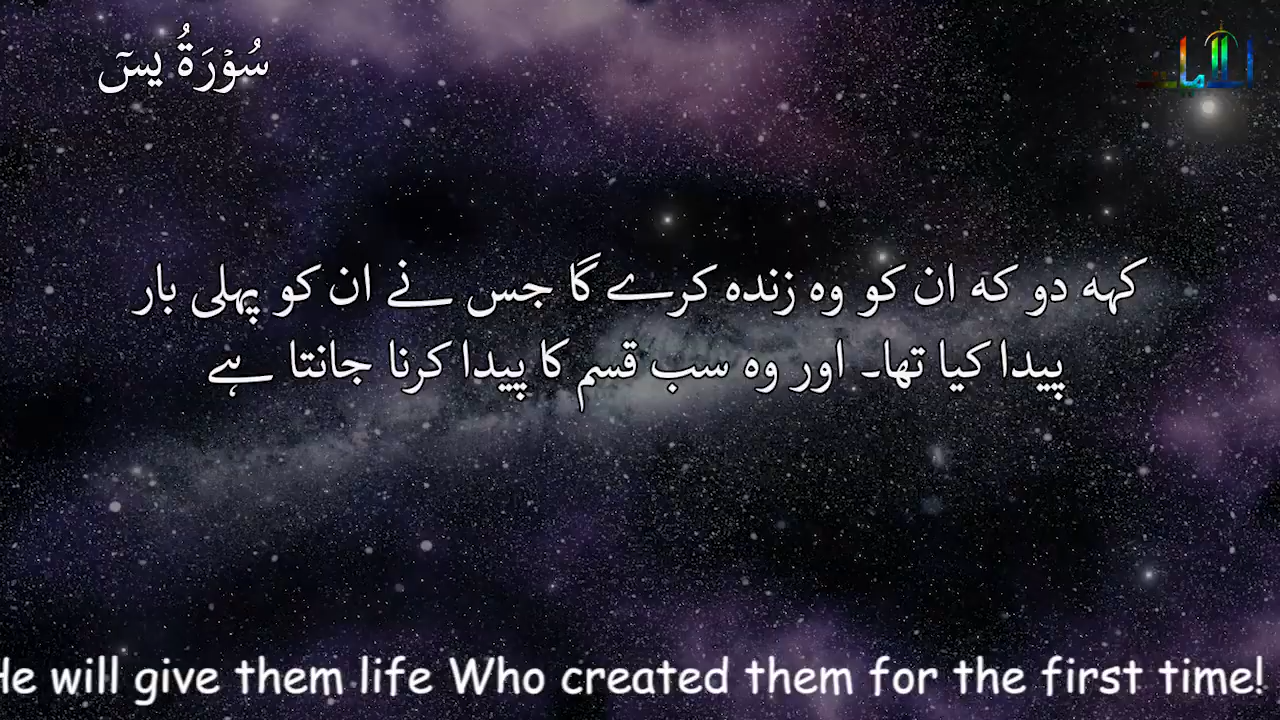 سُوْرَةُ يسٓ
کہہ دو کہ ان کو وہ زندہ کرے گا جس نے ان کو پہلی بار
پیدا کیا تھا۔ اور وہ سب قسم کا پیدا کرنا جانتا ہے
He will give them life Who created them for the first time!